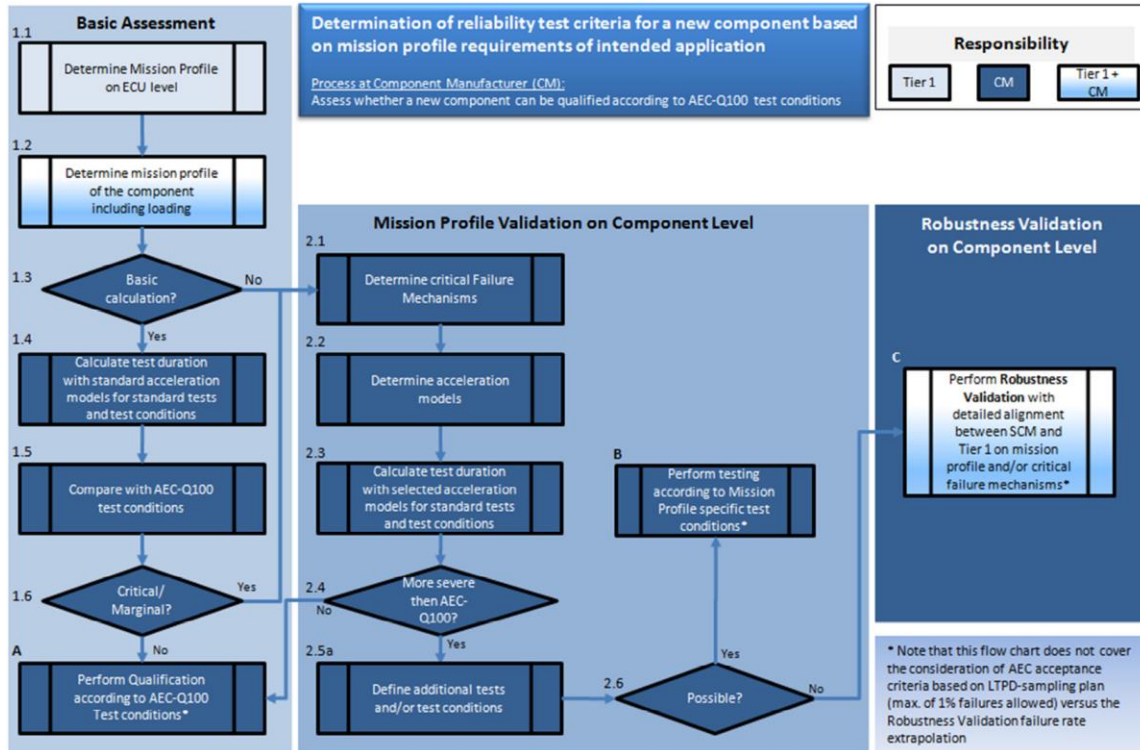 Basic Assessment
1.1
Determine Mission Profile
on ECU level
1.2
Determine mission profile
of the component
including loading
1.3
Basic
calculation?
No
Yes
1.4
Calculate test duration
with standard acceleration
models for standard tests
and test conditions
1.5
Compare with AEC-Q100
test conditions
1.6
Critical/
Marginal?
Yes
No
A
Perform Qualification
according to AEC-Q100
Test conditions*
Determination of reliability test criteria for a new component based
on mission profile requirements of intended application
Process at Component Manufacturer (CM):
Assess whether a new component can be qualified according to AEC-Q100 test conditions
Responsibility
Tier 1
CM
Tier 1 +
CM
Mission Profile Validation on Component Level
2.1
Determine critical Failure
Mechanisms
2.2
Determine acceleration
models
2.3
Calculate test duration
with selected acceleration
models for standard tests
and test conditions
2.4
More severe
then AEC-
Q100?
No
Yes
2.5a
Define additional tests
and/or test conditions
2.6
Possible?
Yes
No
B
Perform testing
according to Mission
Profile specific test
conditions*
Robustness Validation
on Component Level
C
Perform Robustness
Validation with
detailed alignment
between SCM and
Tier 1 on mission
profile and/or critical
failure mechanisms*
* Note that this flow chart does not cover
the consideration of AEC acceptance
criteria based on LTPD-sampling plan
(max. of 1% failures allowed) versus the
Robustness Validation failure rate
extrapolation